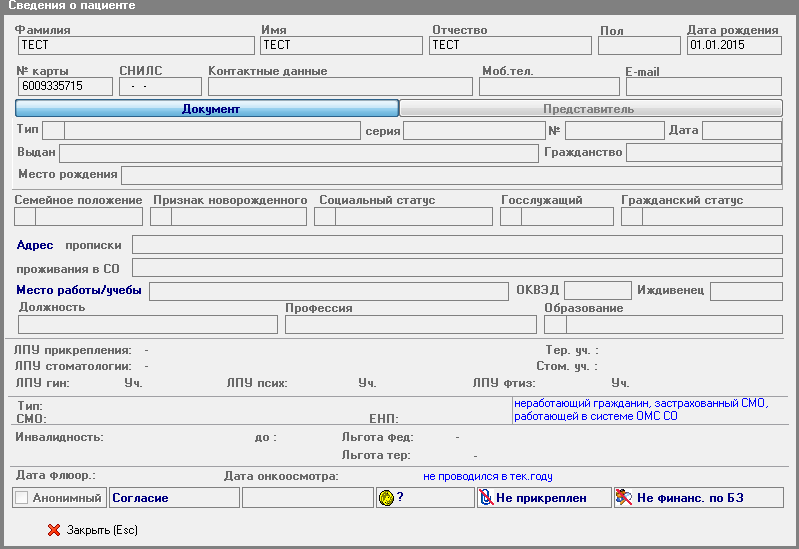 Сведения о пациенте
Фамилия Имя Отчество Пол Дата рождения
ТЕСТ ТЕСТ ТЕСТ 01.01.2015
№ карты СНИЛС Контактные данные Моб.тел. E-mail
6009335715 - -
Документ Представитель
Тип серия № Дата
Выдан Гражданство
Место рождения
Семейное положение Признак новорожденного Социальный статус Госслужащий Гражданский статус
Адрес прописки
проживания в СО
Место работы/учебы ОКВЭД Иждивенец
Должность Профессия Образование
ЛПУ прикрепления: - Тер. уч. :
ЛПУ стоматологии: - Стом. уч. :
ЛПУ гин: Уч. ЛПУ псих: Уч. ЛПУ фтиз: Уч.
Тип: неработающий гражданин, застрахованный СМО,
СМО: ЕНП: работающей в системе ОМС СО
Инвалидность: до : Льгота фед: -
Льгота тер: -
Дата флюор.: Дата онкоосмотра: не проводился в тек.году
Анонимный Согласие ? Не прикреплен Не финанс. по БЗ
Закрыть (Esc)